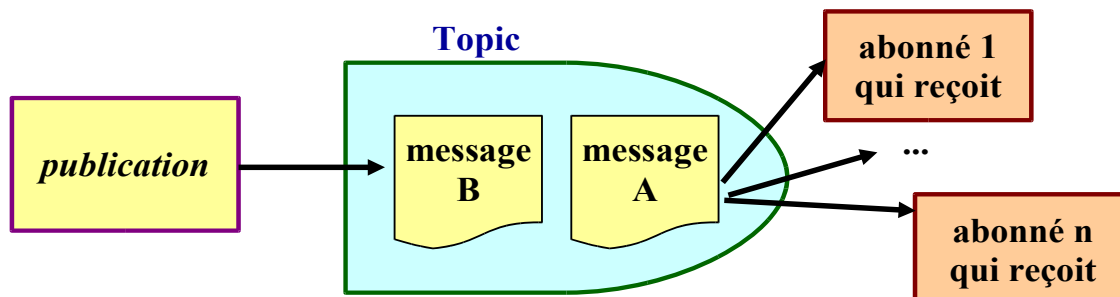 Topic
publication
message
B
message
A
abonné 1
qui reçoit
...
abonné n
qui reçoit